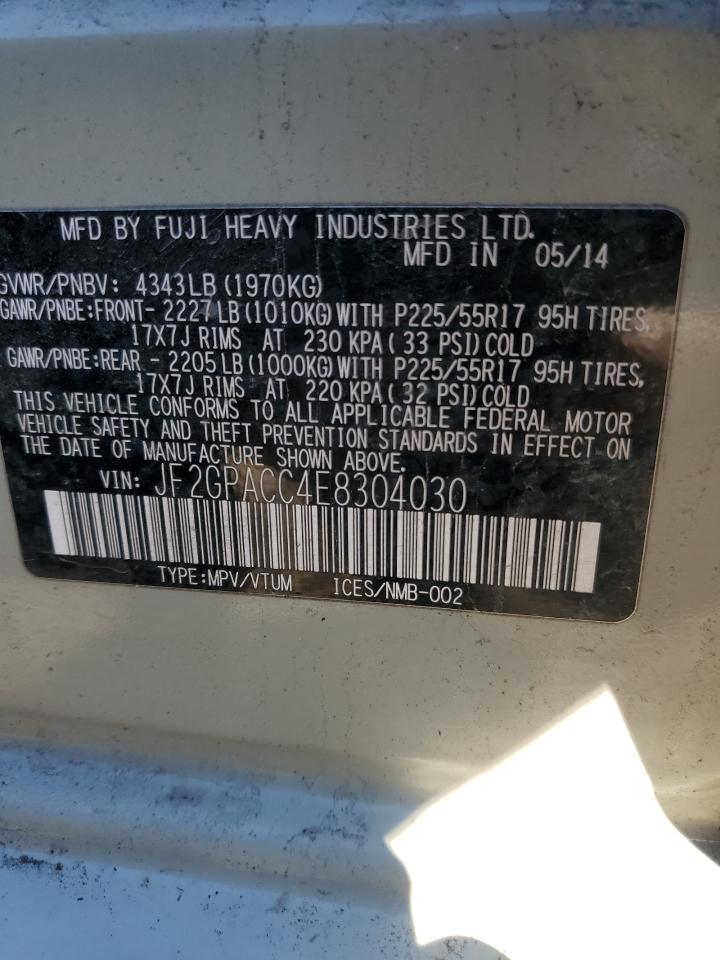 MFD BY FUJI HEAVY INDUSTRIES LTD.
MFD IN 05/14
GVWR/PNBV: 4343LB (1970KG)
GAWR/PNBE:FRONT- 2227LB (1010KG) WITH P225/55R17 95H TIRES,
17X7J RIMS AT 230 KPA ( 33 PSI) COLD
GAWR/PNBE:REAR - 2205LB (1000KG) WITH P225/55R17 95H TIRES,
17X7J RIMS AT 220 KPA ( 32 PSI) COLD
THIS VEHICLE CONFORMS TO ALL APPLICABLE FEDERAL MOTOR
VEHICLE SAFETY AND THEFT PREVENTION STANDARDS IN EFFECT ON
THE DATE OF MANUFACTURE SHOWN ABOVE.
VIN: JF2GPACC4E8304030
TYPE:MPV/VTUM ICES/NMB-002